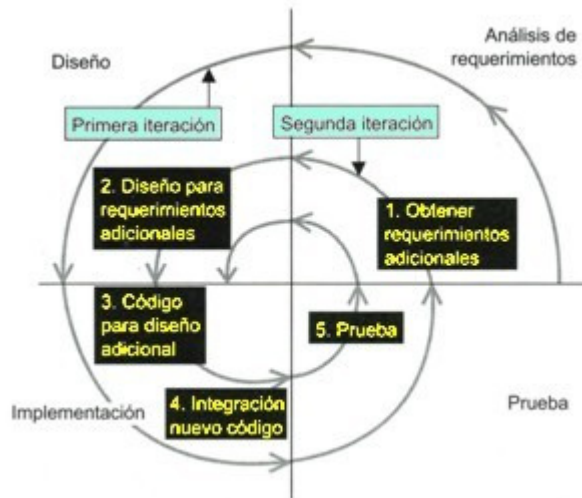 Diseño
Análisis de
requerimientos
Primera iteración
Segunda iteración
2. Diseño para
requerimientos
adicionales
1. Obtener
requerimientos
adicionales
3. Código
para diseño
adicional
5. Prueba
4. Integración
nuevo código
Implementación
Prueba